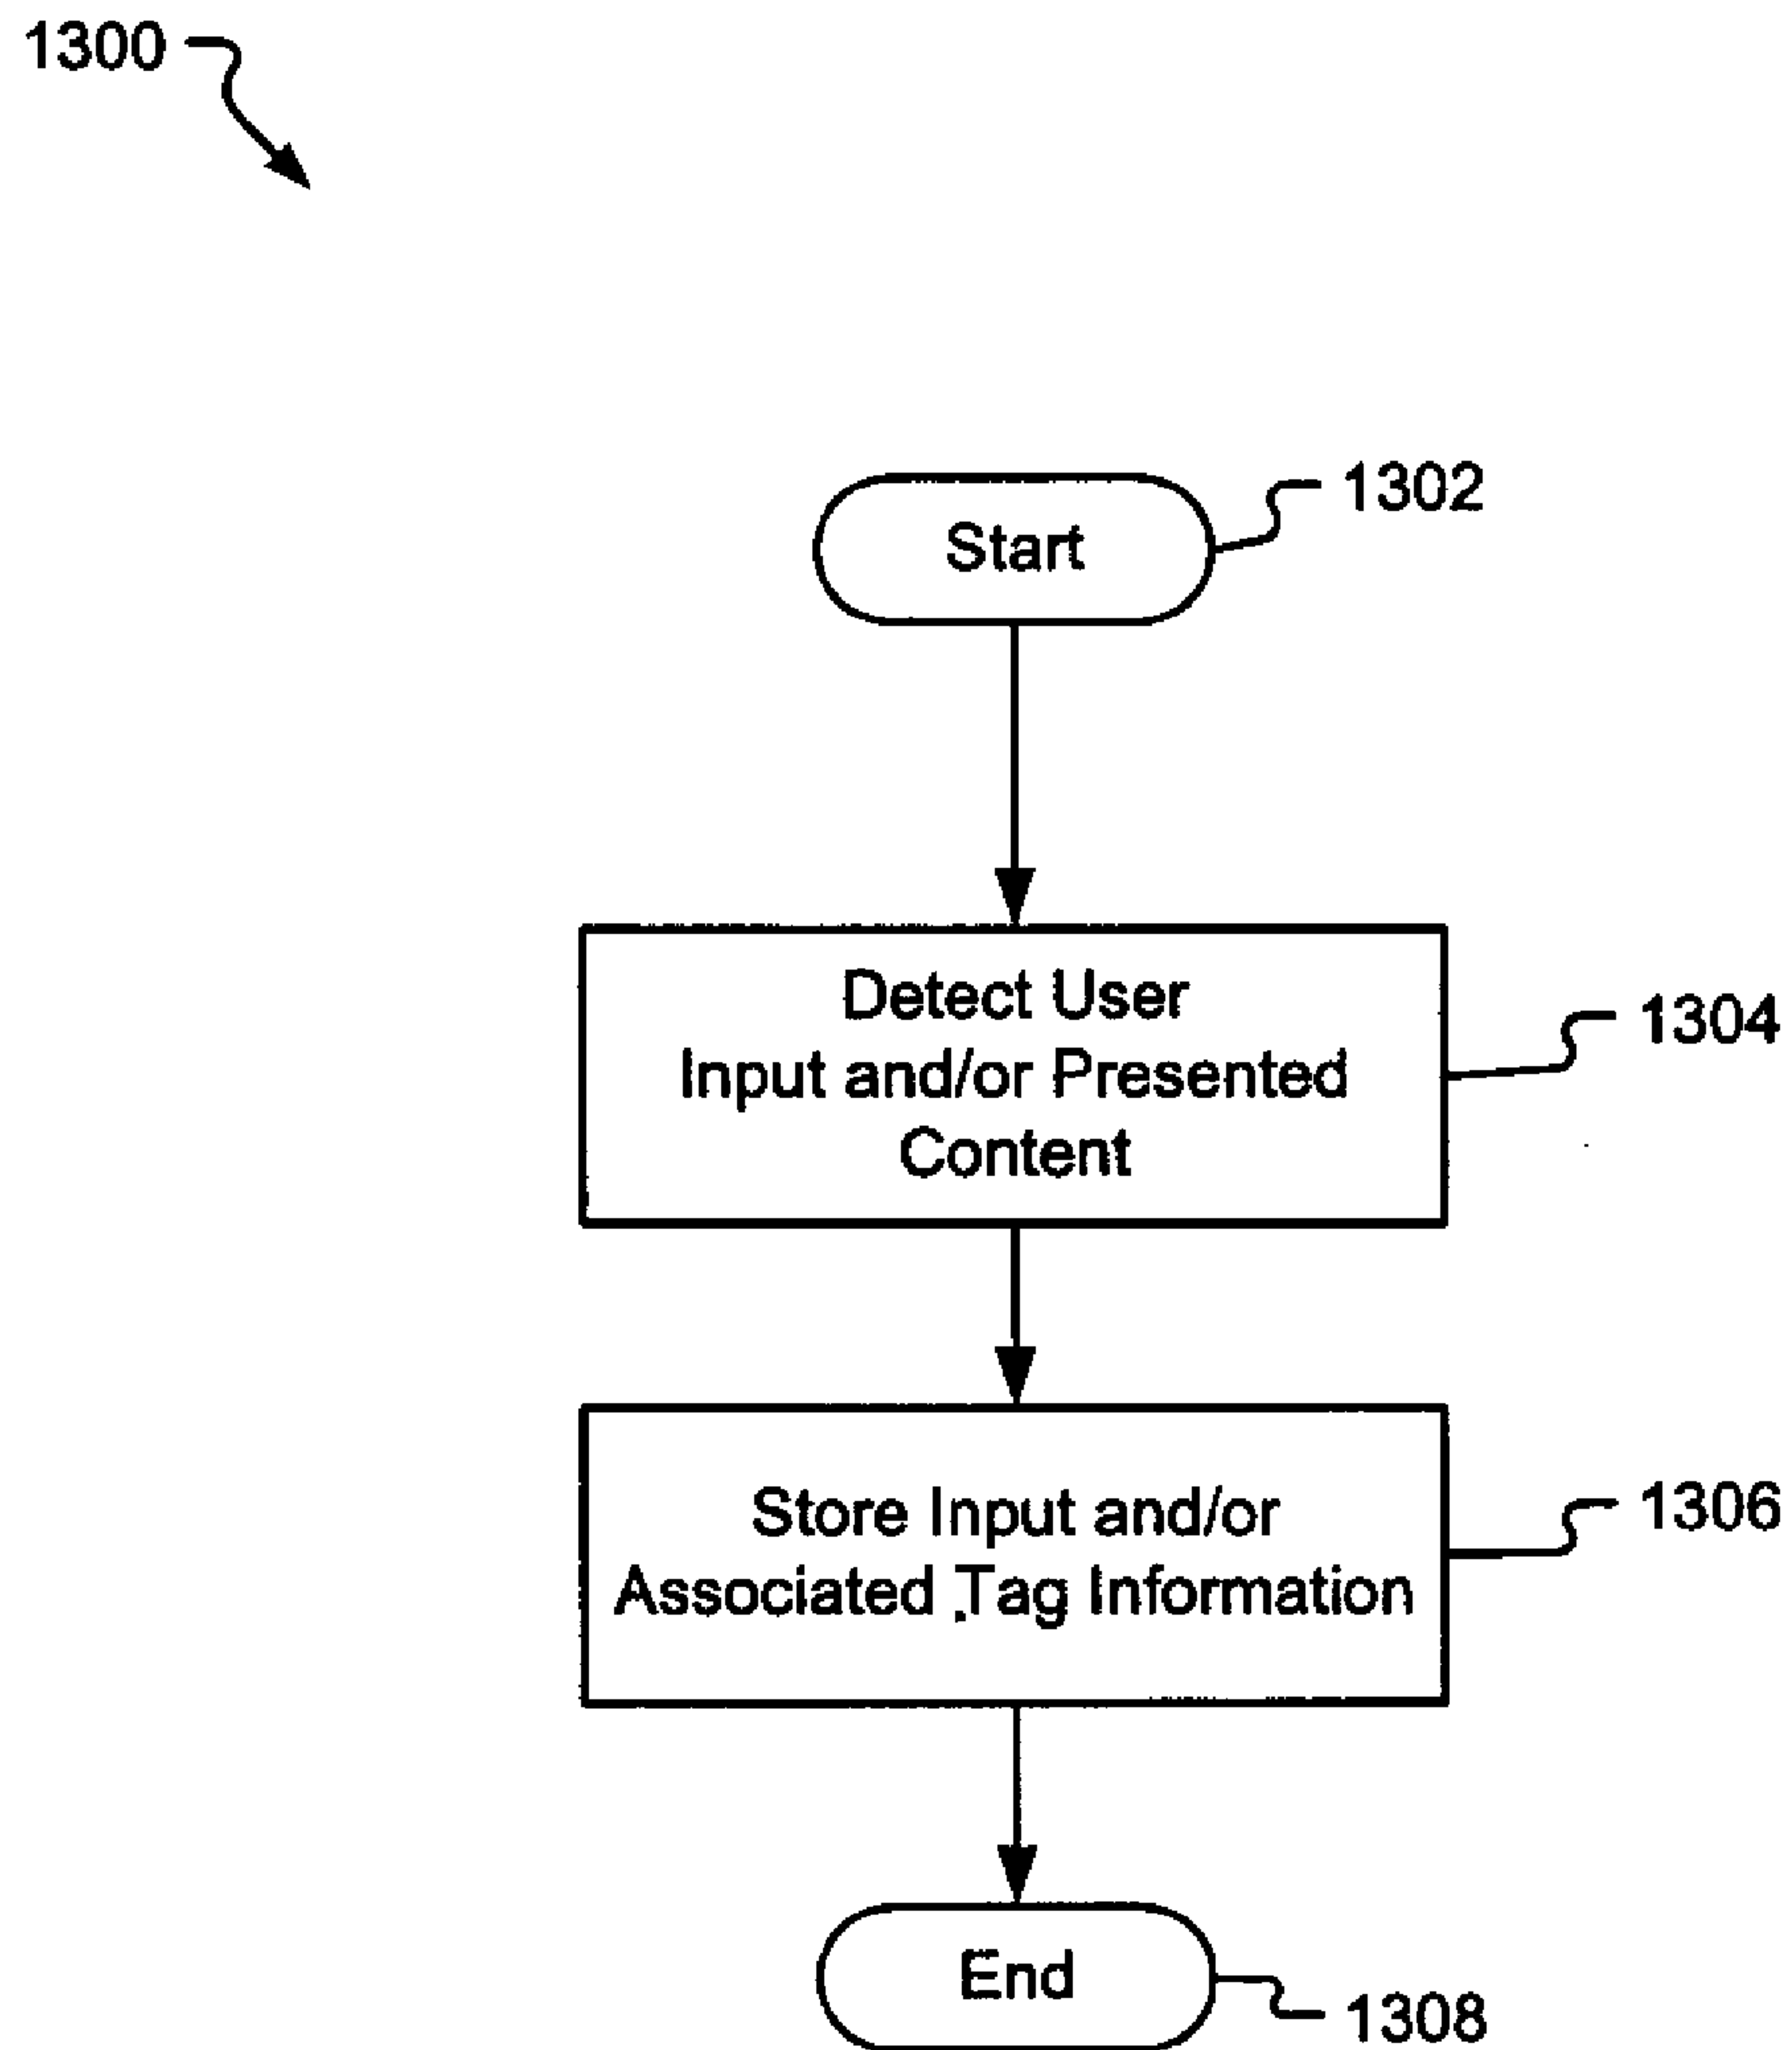 1300
Start
1302
Detect User
Input and/or Presented
Content
1304
Store Input and/or
Associated Tag Information
1306
End
1308